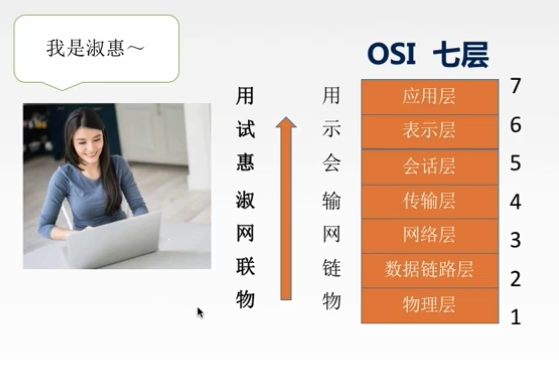 我是淑惠~
OSI 七层
用 用 应用层 7
试 示 表示层 6
惠 会 会话层 5
淑 输 传输层 4
网 网 网络层 3
联 链 数据链路层 2
物 物 物理层 1